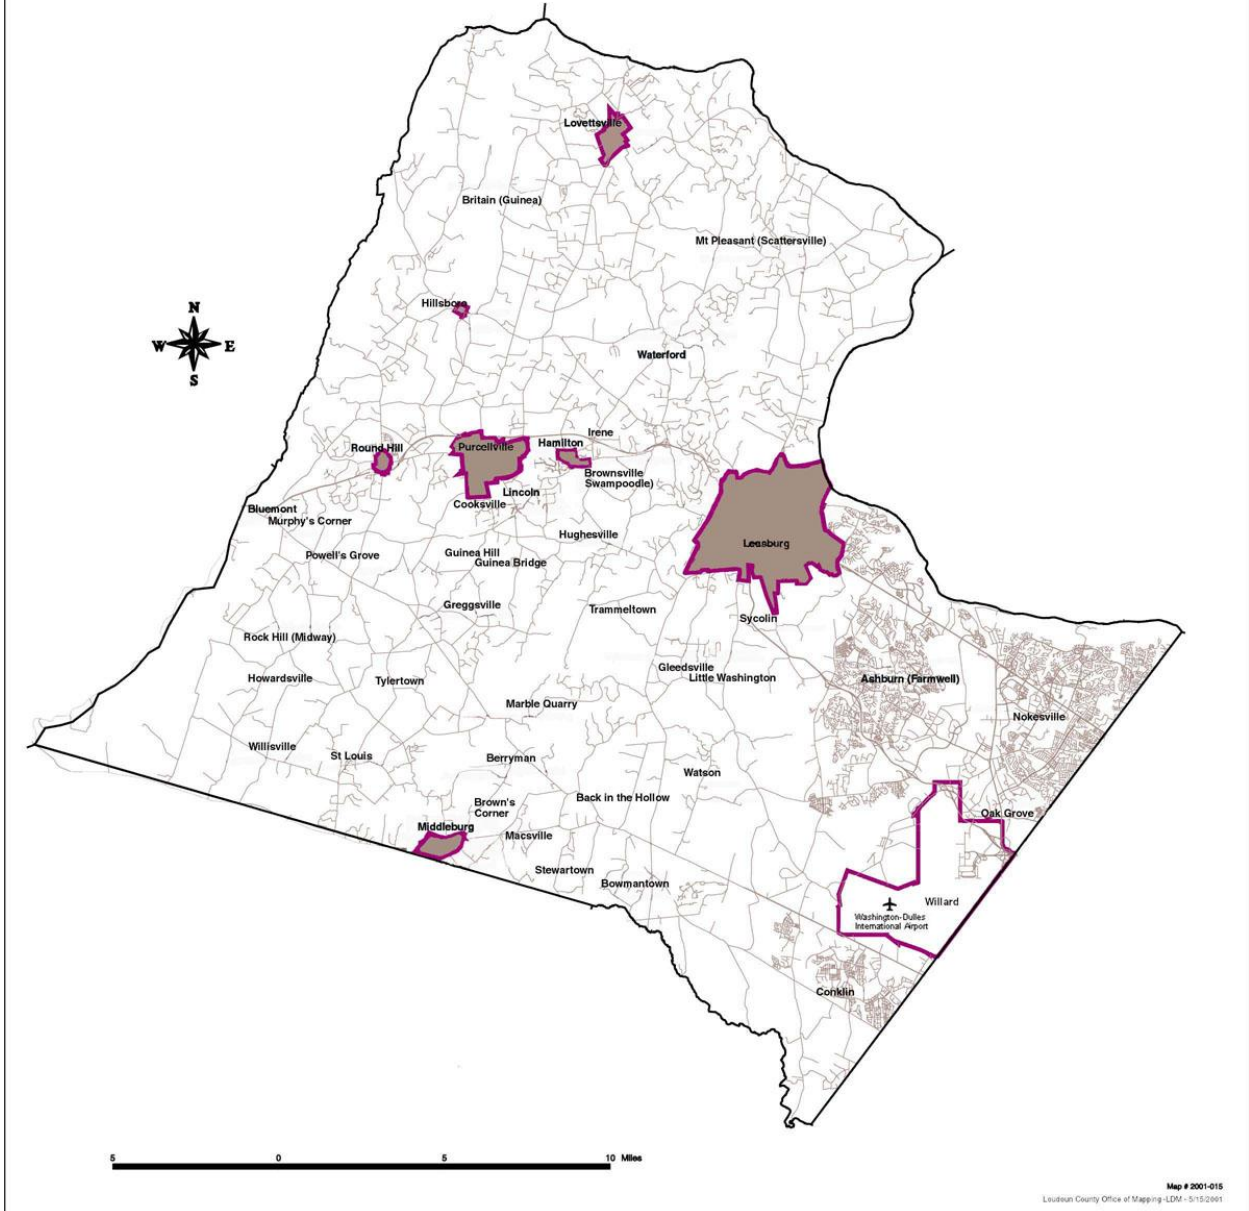 Lovettsville
Britain (Guinea)
Mt Pleasant (Scattersville)
Hillsboro
N
W
E
S
Waterford
Irene
Hamilton
Round Hill
Purcellville
Brownsville
Swampoodle)
Lincoln
Cooksville
Bluemont
Murphy's Corner
Hughesville
Leesburg
Powell's Grove
Guinea Hill
Guinea Bridge
Greggsville
Trammeltown
Sycolin
Rock Hill (Midway)
Gleedsville
Little Washington
Howardsville
Tylertown
Ashburn (Farmwell)
Marble Quarry
Nokesville
Willisville
St Louis
Berryman
Watson
Back in the Hollow
Brown's
Corner
Oak Grove
Middleburg
Macsville
Stewartown
Bowmantown
Willard
Washington-Dulles
International Airport
Conklin
5 0 5 10 Miles
Map # 2001-015
Loudoun County Office of Mapping -LDM - 5/15/2001